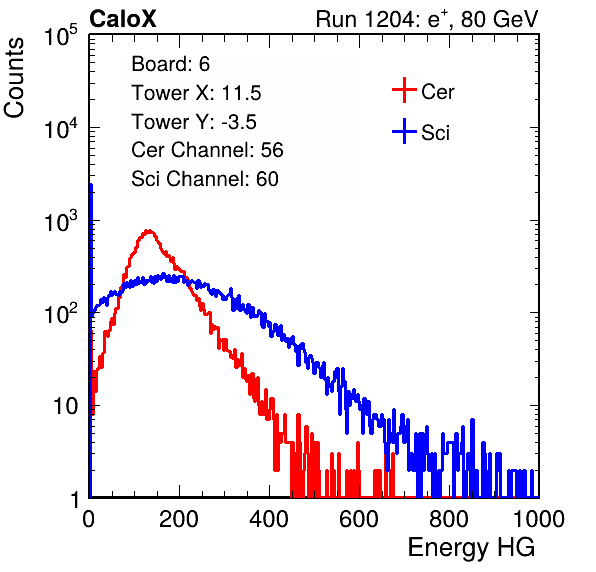 CaloX Run 1204: e⁺, 80 GeV
Counts
Board: 6
Tower X: 11.5
Tower Y: -3.5
Cer Channel: 56
Sci Channel: 60
Cer
Sci
10⁵
10⁴
10³
10²
10
1
0 200 400 600 800 1000
Energy HG